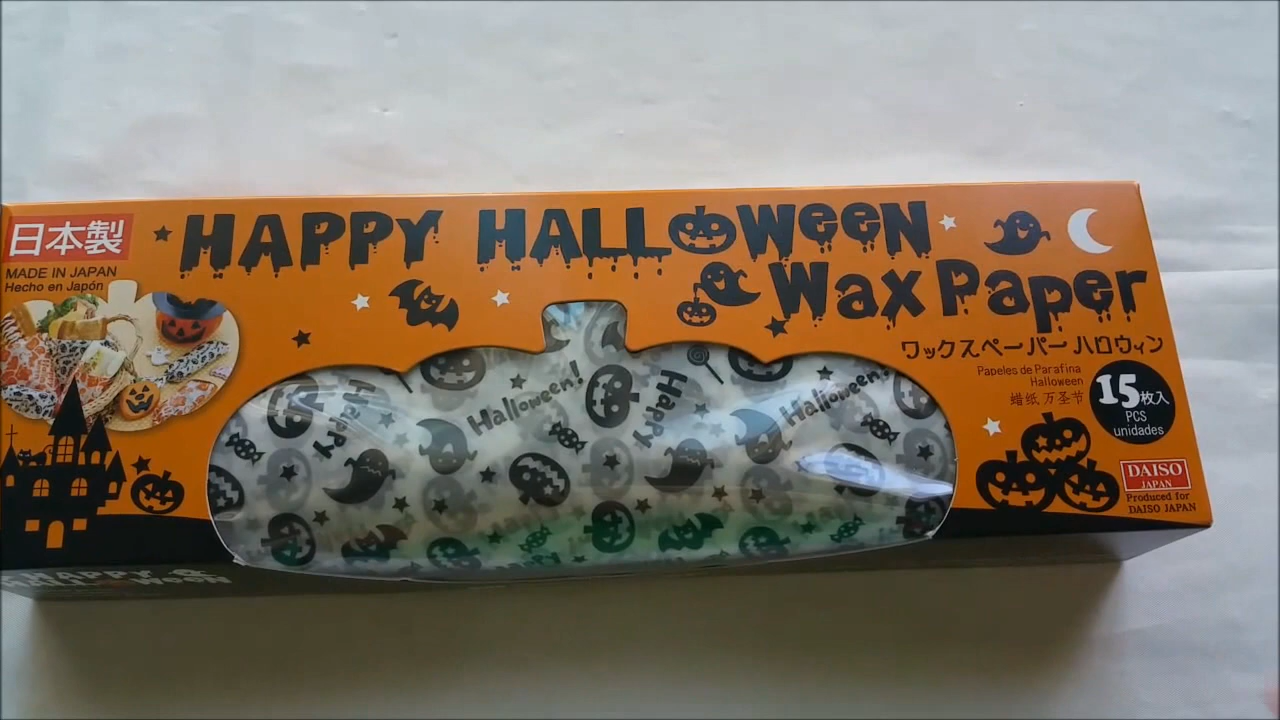 日本製
MADE IN JAPAN
Hecho en Japón
HAPPY HALLOWeeN
Wax Paper
ワックスペーパー ハロウィン
Papeles de Parafina
Halloween
蜡纸 万圣节
15枚入
PCS
unidades
DAISO
JAPAN
Produced for
DAISO JAPAN
Happy
Halloween!
Happy
Halloween!